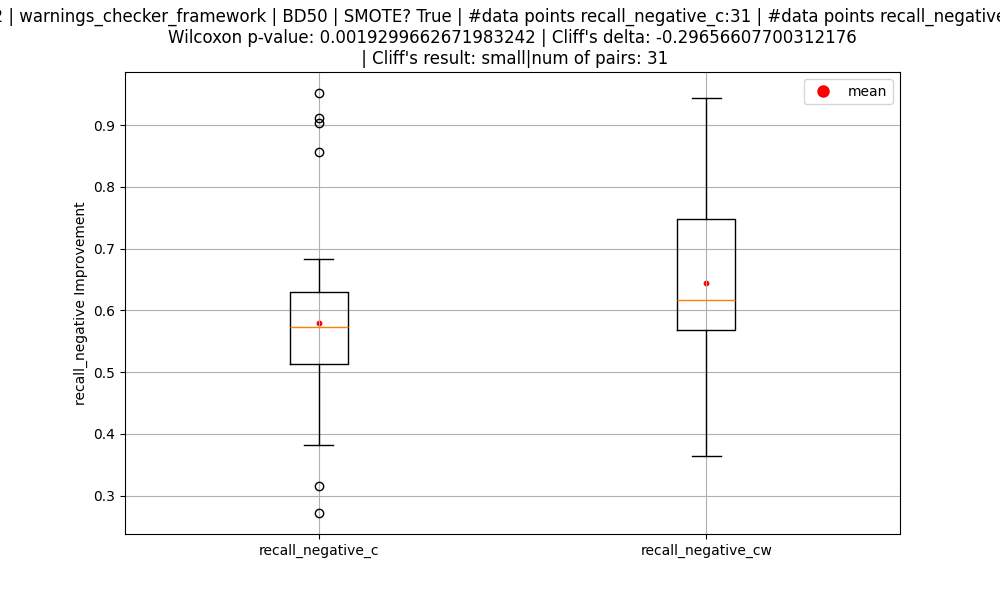 | warnings_checker_framework | BD50 | SMOTE? True | #data points recall_negative_c:31 | #data points recall_negative
Wilcoxon p-value: 0.0019299662671983242 | Cliff's delta: -0.29656607700312176
| Cliff's result: small|num of pairs: 31
mean
0.9
0.8
0.7
0.6
0.5
0.4
0.3
recall_negative Improvement
recall_negative_c
recall_negative_cw